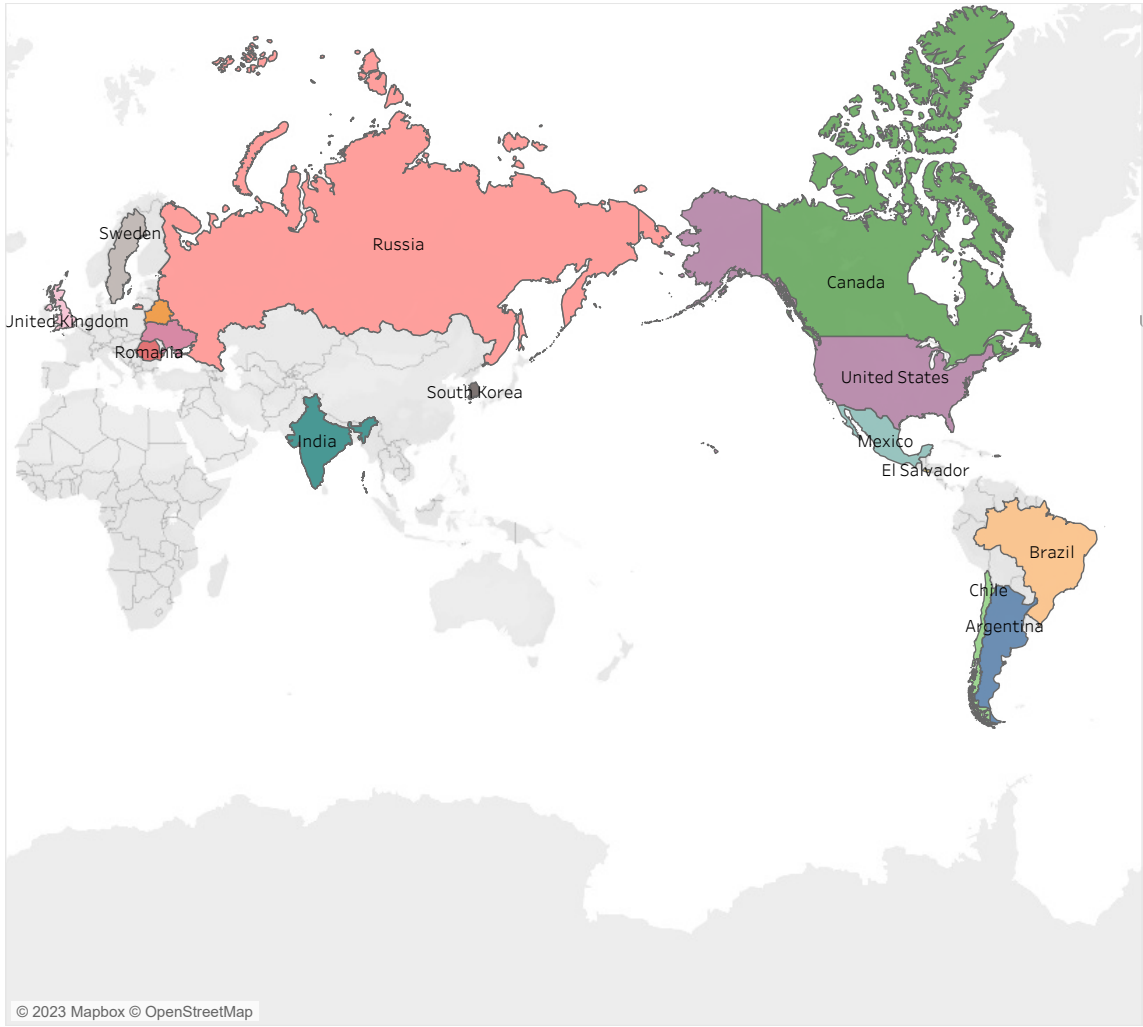 Sweden
Russia
Canada
United Kingdom
Romania
United States
South Korea
India
Mexico
El Salvador
Brazil
Chile
Argentina
© 2023 Mapbox © OpenStreetMap